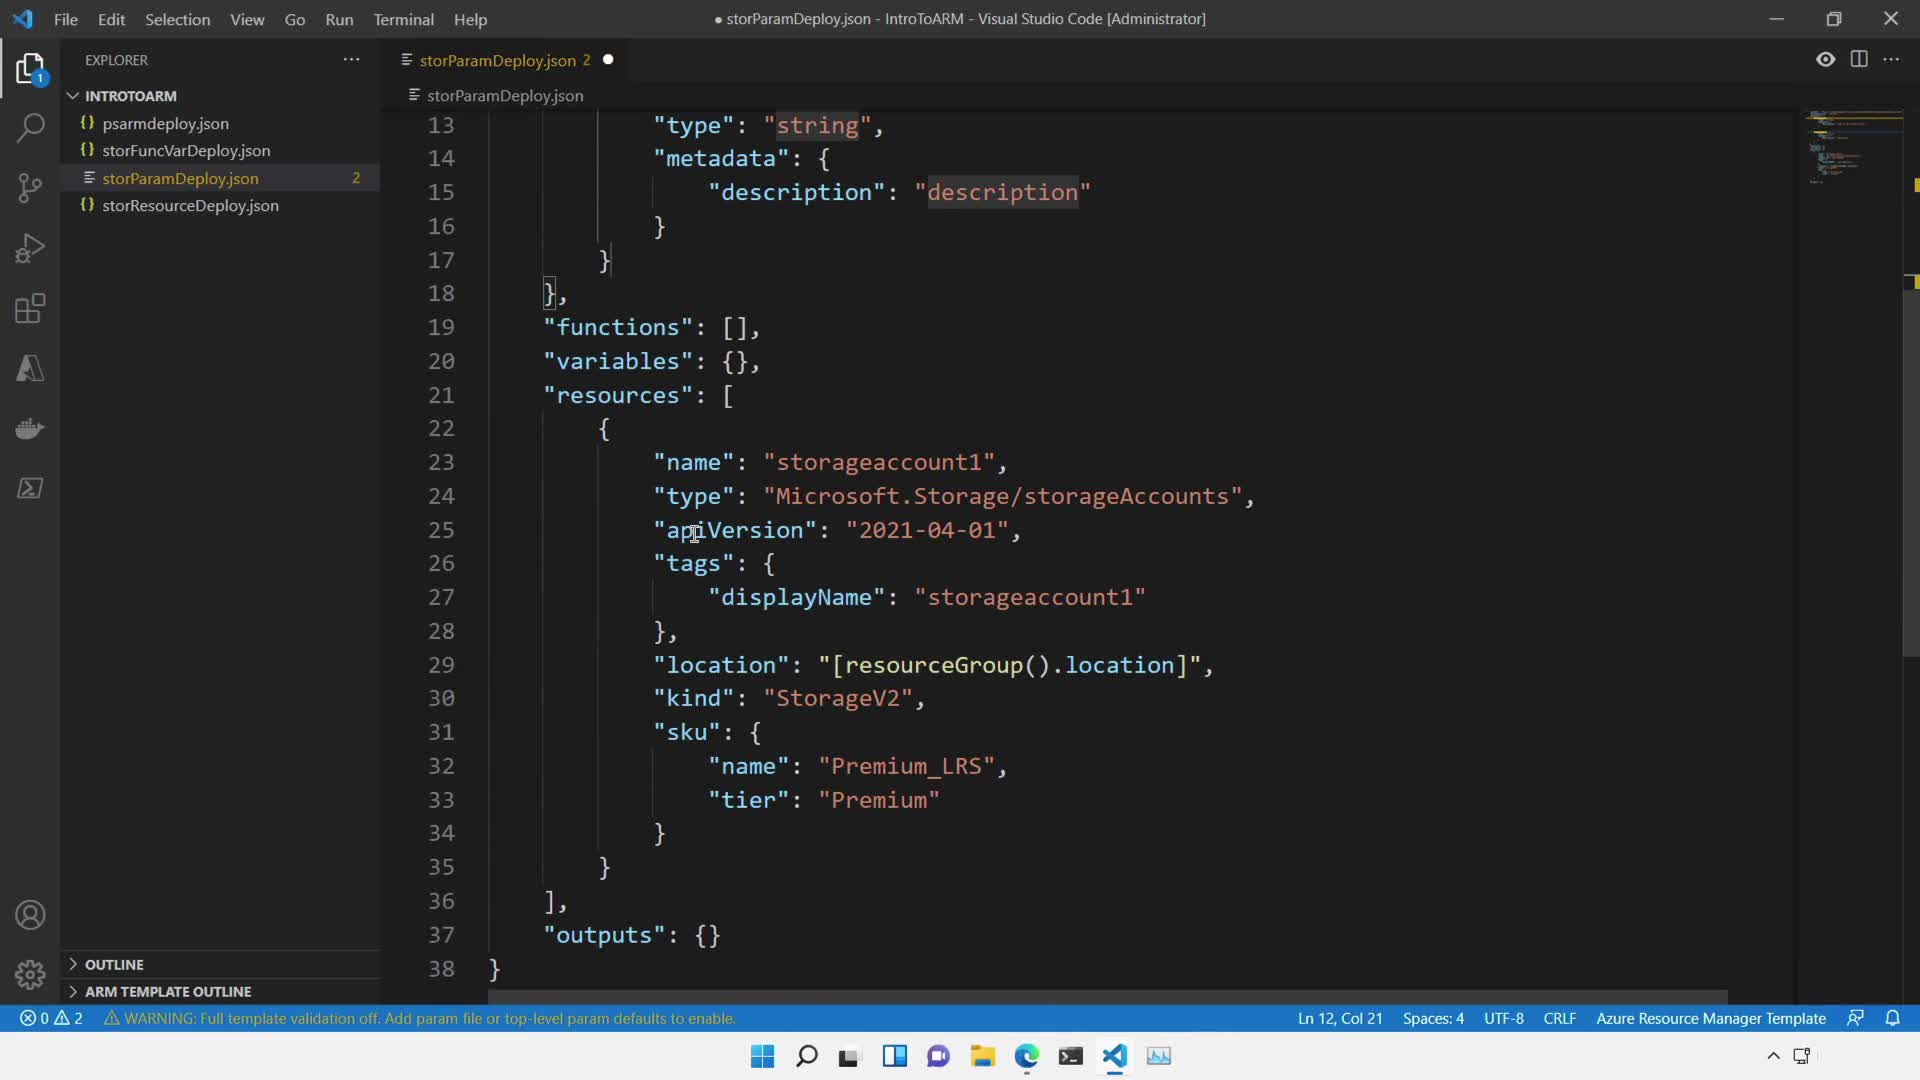 File Edit Selection View Go Run Terminal Help
● storParamDeploy.json - IntroToARM - Visual Studio Code [Administrator]
EXPLORER
storParamDeploy.json 2
1
INTROTOARM
storParamDeploy.json
psarmdeploy.json
storFuncVarDeploy.json
storParamDeploy.json 2
storResourceDeploy.json
13 "type": "string",
14 "metadata": {
15 "description": "description"
16 }
17 }
18 },
19 "functions": [],
20 "variables": {},
21 "resources": [
22 {
23 "name": "storageaccount1",
24 "type": "Microsoft.Storage/storageAccounts",
25 "apiVersion": "2021-04-01",
26 "tags": {
27 "displayName": "storageaccount1"
28 },
29 "location": "[resourceGroup().location]",
30 "kind": "StorageV2",
31 "sku": {
32 "name": "Premium_LRS",
33 "tier": "Premium"
34 }
35 }
36 ],
37 "outputs": {}
38 }
OUTLINE
ARM TEMPLATE OUTLINE
0 2 WARNING: Full template validation off. Add param file or top-level param defaults to enable.
Ln 12, Col 21 Spaces: 4 UTF-8 CRLF Azure Resource Manager Template